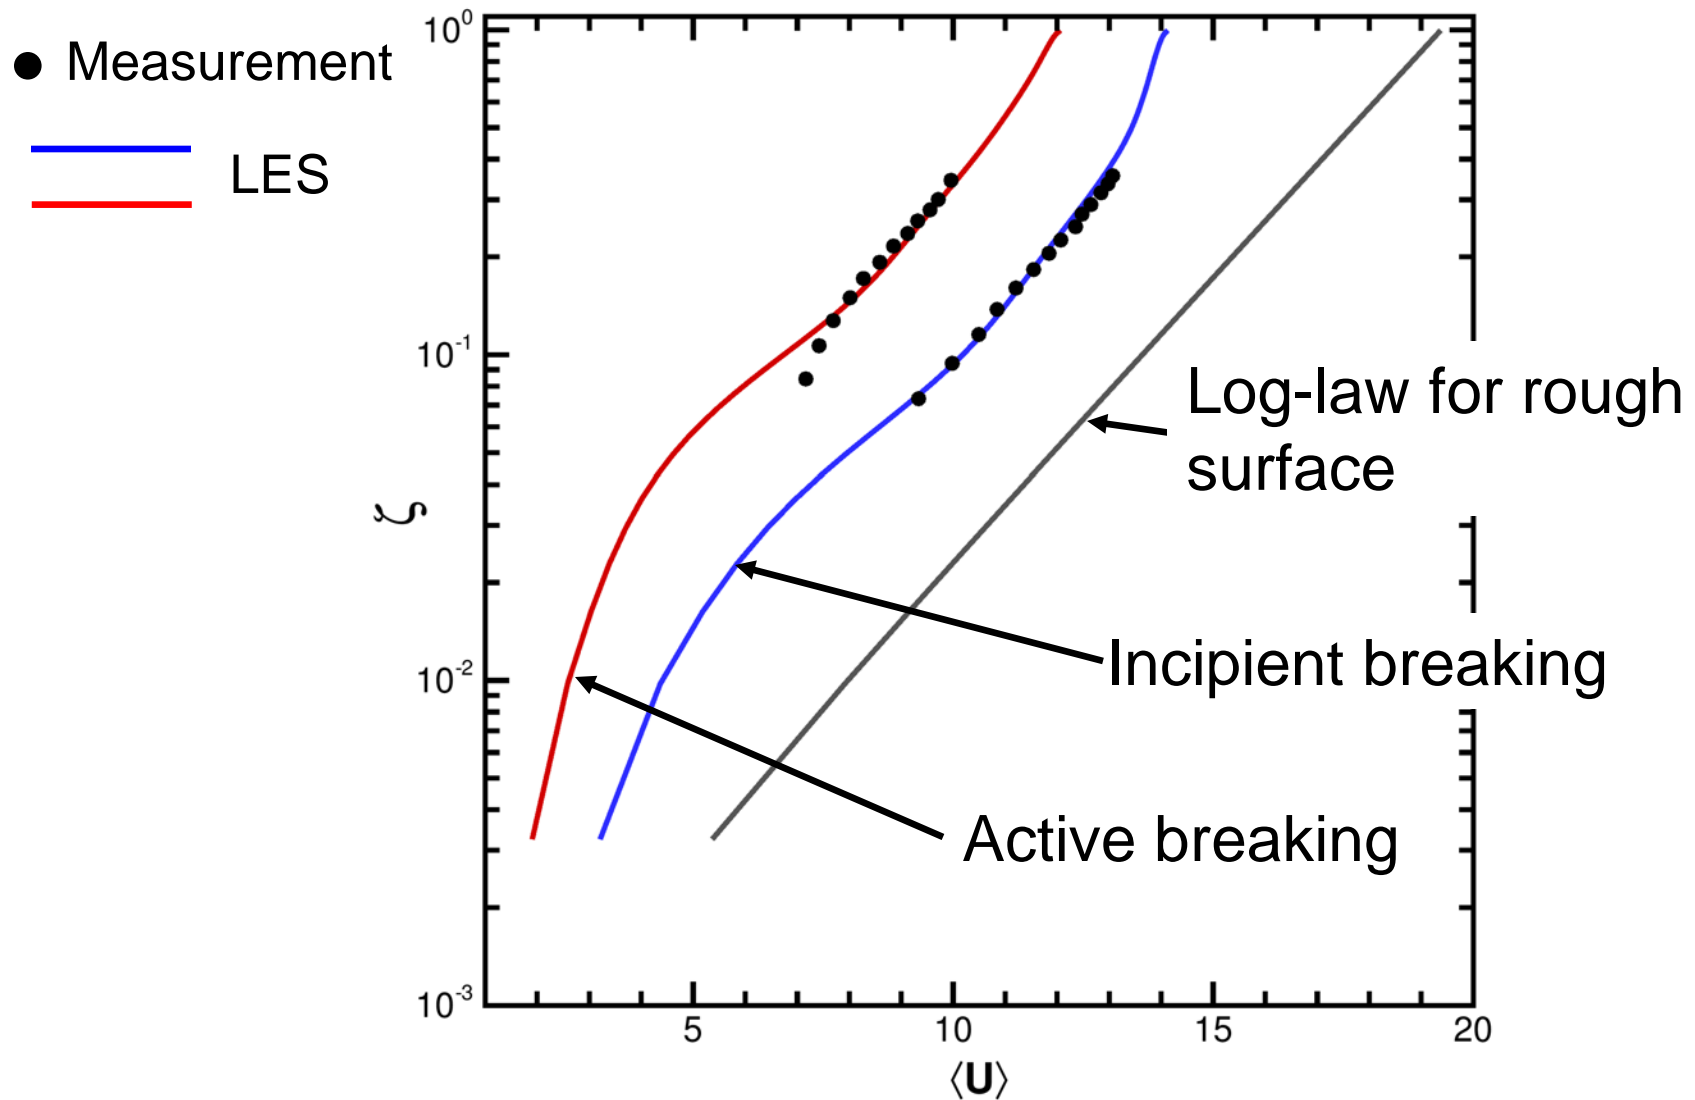 Measurement
LES
10^0
10^-1
10^-2
10^-3
ζ
5 10 15 20
⟨U⟩
Log-law for rough
surface
Incipient breaking
Active breaking